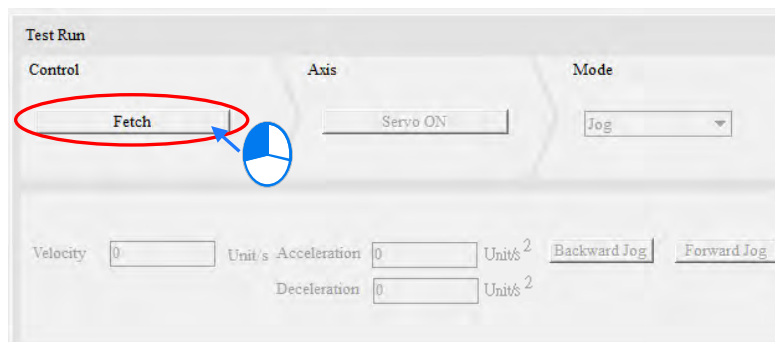 Test Run
Control Axis Mode
Fetch Servo ON Jog
Velocity 0 Unit/s Acceleration 0 Unit/s 2 Backward Jog Forward Jog
Deceleration 0 Unit/s 2